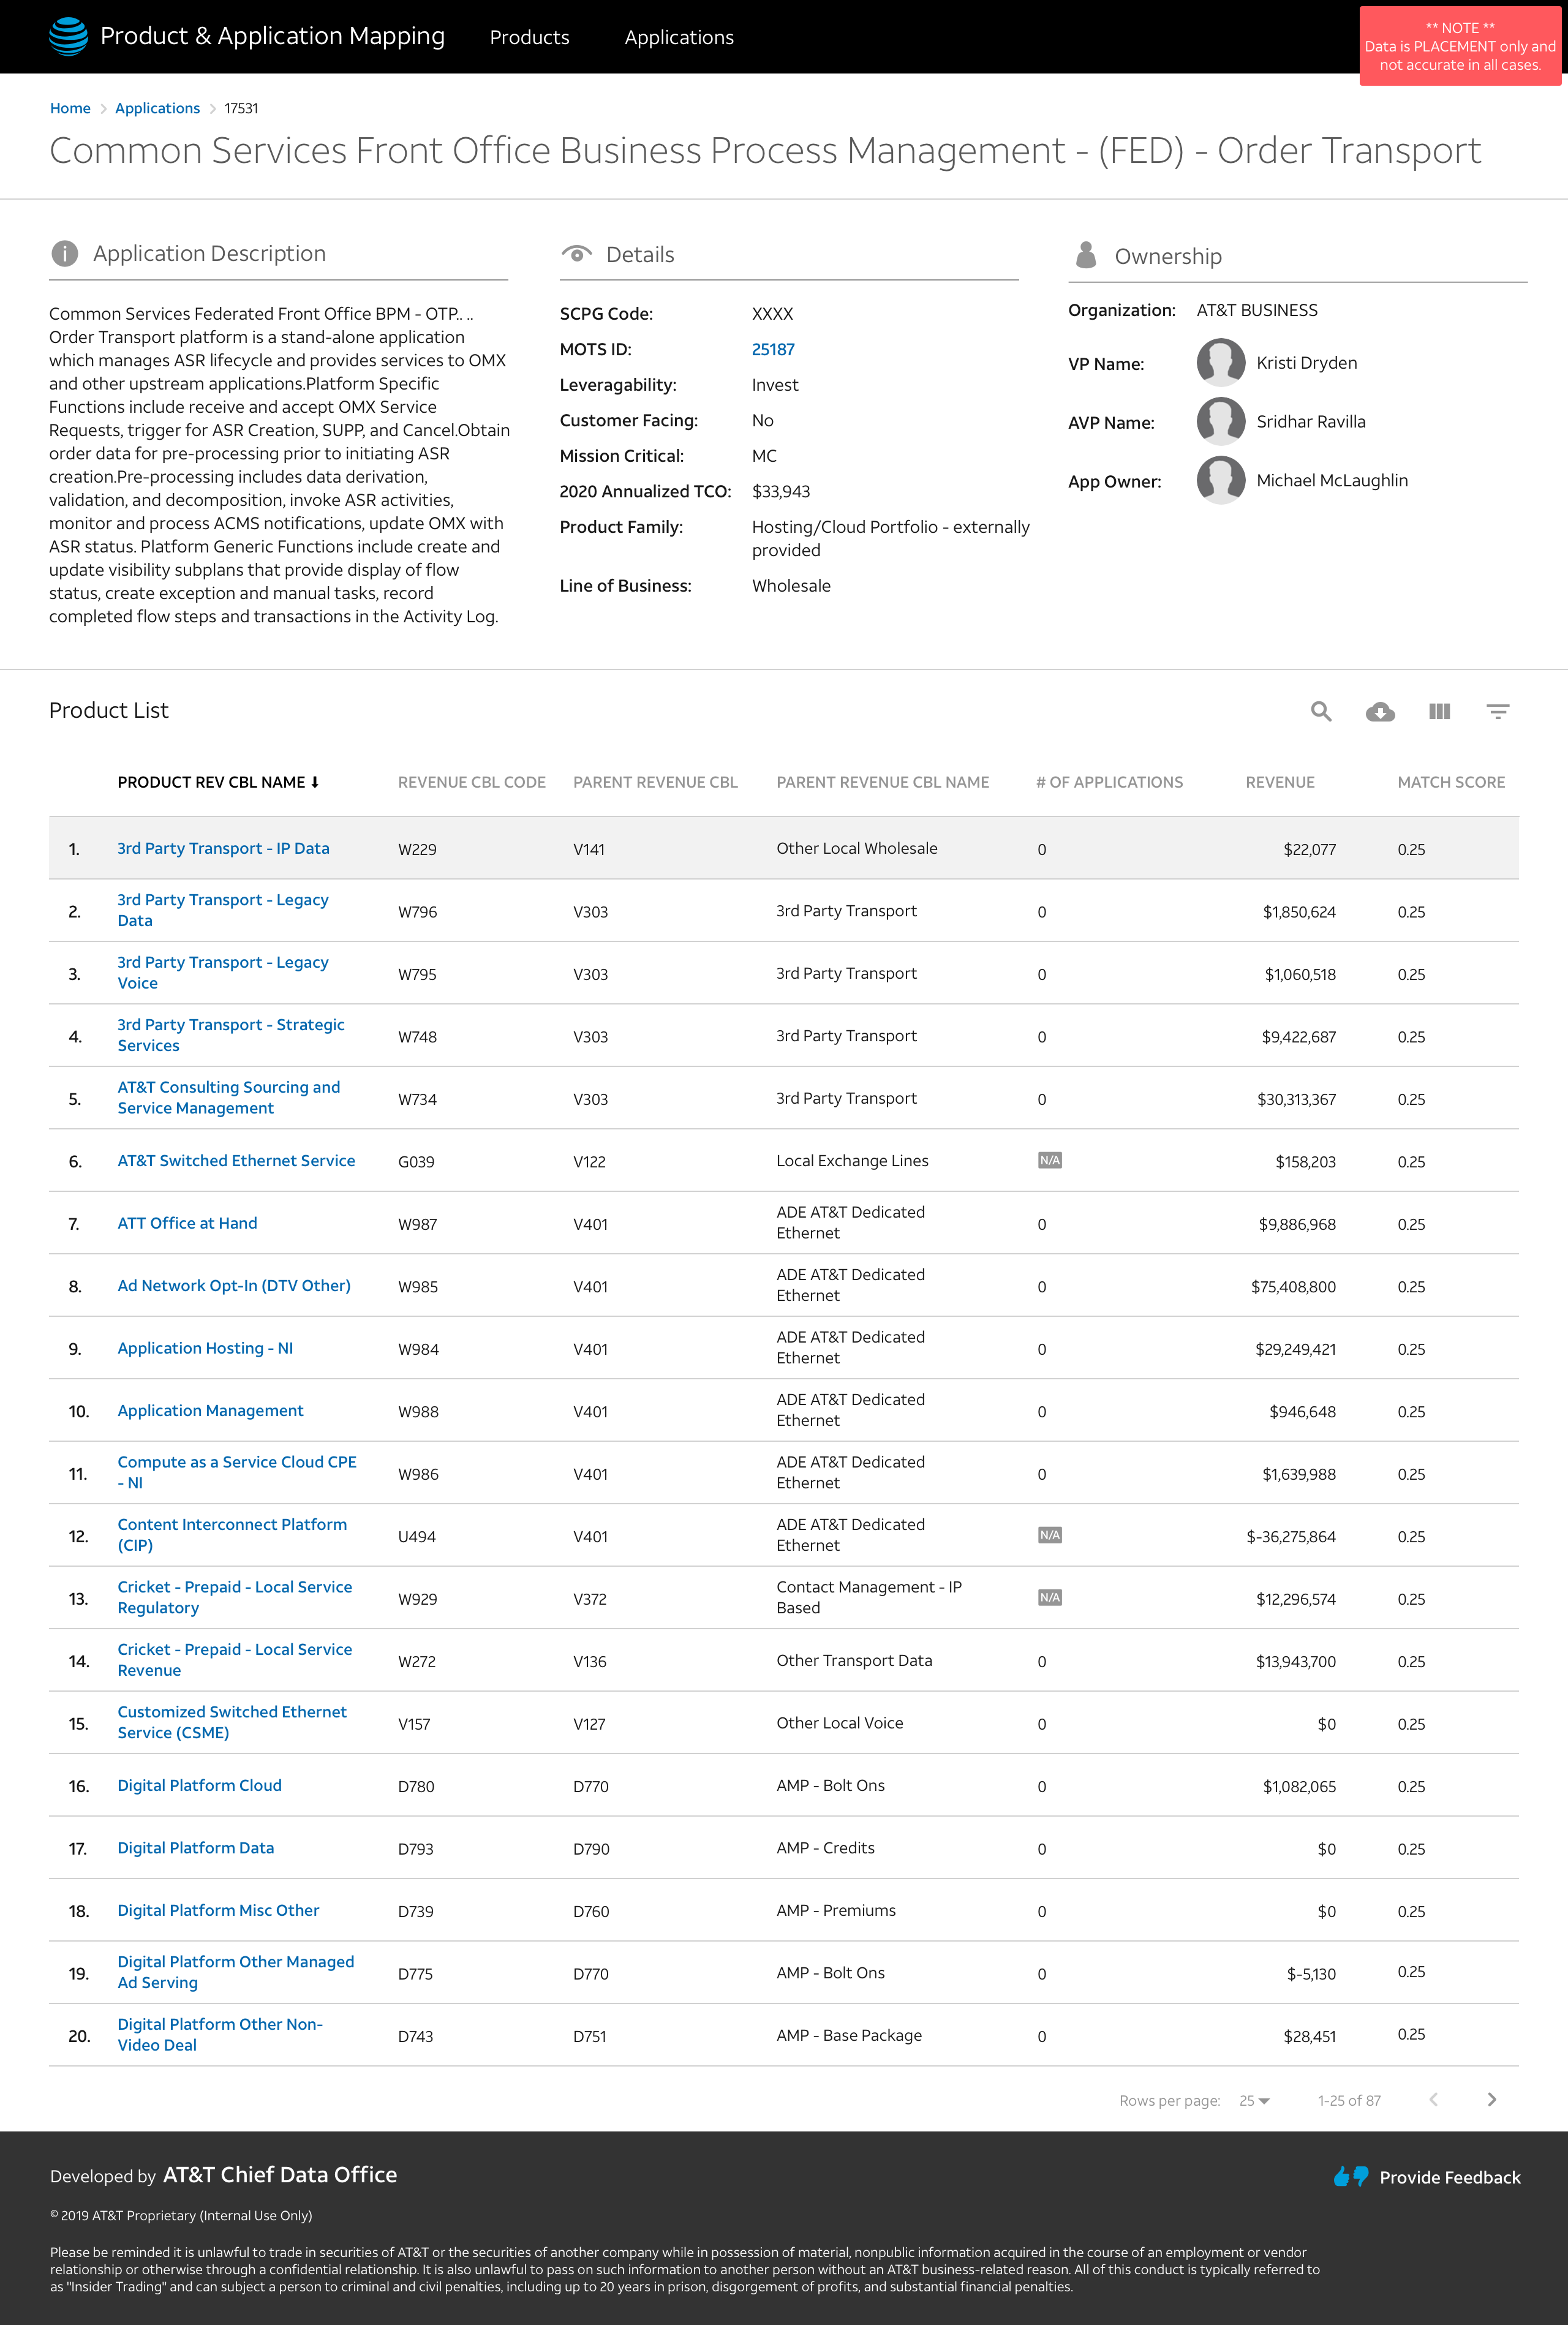 Product & Application Mapping
Products
Applications
** NOTE **
Data is PLACEMENT only and
not accurate in all cases.
Home
Applications
17531
Common Services Front Office Business Process Management - (FED) - Order Transport
Application Description
Common Services Federated Front Office BPM - OTP.. ..
Order Transport platform is a stand-alone application
which manages ASR lifecycle and provides services to OMX
and other upstream applications.Platform Specific
Functions include receive and accept OMX Service
Requests, trigger for ASR Creation, SUPP, and Cancel.Obtain
order data for pre-processing prior to initiating ASR
creation.Pre-processing includes data derivation,
validation, and decomposition, invoke ASR activities,
monitor and process ACMS notifications, update OMX with
ASR status. Platform Generic Functions include create and
update visibility subplans that provide display of flow
status, create exception and manual tasks, record
completed flow steps and transactions in the Activity Log.
Details
SCPG Code: XXXX
MOTS ID: 25187
Leveragability: Invest
Customer Facing: No
Mission Critical: MC
2020 Annualized TCO: $33,943
Product Family: Hosting/Cloud Portfolio - externally
provided
Line of Business: Wholesale
Ownership
Organization: AT&T BUSINESS
VP Name: Kristi Dryden
AVP Name: Sridhar Ravilla
App Owner: Michael McLaughlin
Product List
PRODUCT REV CBL NAME ⬇ REVENUE CBL CODE PARENT REVENUE CBL PARENT REVENUE CBL NAME # OF APPLICATIONS REVENUE MATCH SCORE
1. 3rd Party Transport - IP Data W229 V141 Other Local Wholesale 0 $22,077 0.25
2. 3rd Party Transport - Legacy
Data W796 V303 3rd Party Transport 0 $1,850,624 0.25
3. 3rd Party Transport - Legacy
Voice W795 V303 3rd Party Transport 0 $1,060,518 0.25
4. 3rd Party Transport - Strategic
Services W748 V303 3rd Party Transport 0 $9,422,687 0.25
5. AT&T Consulting Sourcing and
Service Management W734 V303 3rd Party Transport 0 $30,313,367 0.25
6. AT&T Switched Ethernet Service G039 V122 Local Exchange Lines N/A $158,203 0.25
7. ATT Office at Hand W987 V401 ADE AT&T Dedicated
Ethernet 0 $9,886,968 0.25
8. Ad Network Opt-In (DTV Other) W985 V401 ADE AT&T Dedicated
Ethernet 0 $75,408,800 0.25
9. Application Hosting - NI W984 V401 ADE AT&T Dedicated
Ethernet 0 $29,249,421 0.25
10. Application Management W988 V401 ADE AT&T Dedicated
Ethernet 0 $946,648 0.25
11. Compute as a Service Cloud CPE
- NI W986 V401 ADE AT&T Dedicated
Ethernet 0 $1,639,988 0.25
12. Content Interconnect Platform
(CIP) U494 V401 ADE AT&T Dedicated
Ethernet N/A $-36,275,864 0.25
13. Cricket - Prepaid - Local Service
Regulatory W929 V372 Contact Management - IP
Based N/A $12,296,574 0.25
14. Cricket - Prepaid - Local Service
Revenue W272 V136 Other Transport Data 0 $13,943,700 0.25
15. Customized Switched Ethernet
Service (CSME) V157 V127 Other Local Voice 0 $0 0.25
16. Digital Platform Cloud D780 D770 AMP - Bolt Ons 0 $1,082,065 0.25
17. Digital Platform Data D793 D790 AMP - Credits 0 $0 0.25
18. Digital Platform Misc Other D739 D760 AMP - Premiums 0 $0 0.25
19. Digital Platform Other Managed
Ad Serving D775 D770 AMP - Bolt Ons 0 $-5,130 0.25
20. Digital Platform Other Non-
Video Deal D743 D751 AMP - Base Package 0 $28,451 0.25
Rows per page: 25 1-25 of 87
Developed by AT&T Chief Data Office
Provide Feedback
© 2019 AT&T Proprietary (Internal Use Only)
Please be reminded it is unlawful to trade in securities of AT&T or the securities of another company while in possession of material, nonpublic information acquired in the course of an employment or vendor
relationship or otherwise through a confidential relationship. It is also unlawful to pass on such information to another person without an AT&T business-related reason. All of this conduct is typically referred to
as "Insider Trading" and can subject a person to criminal and civil penalties, including up to 20 years in prison, disgorgement of profits, and substantial financial penalties.